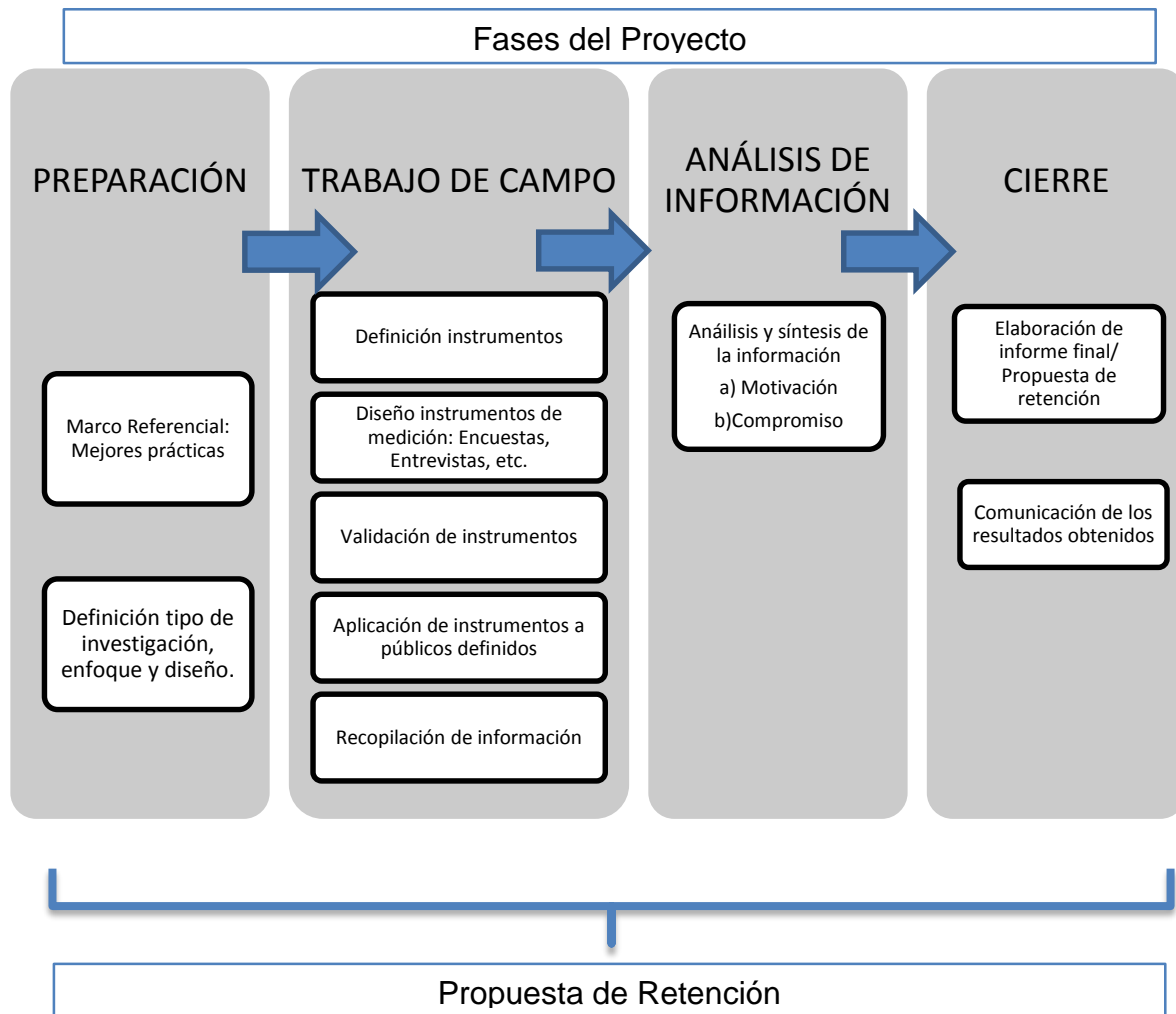 Fases del Proyecto
PREPARACIÓN
Marco Referencial:
Mejores prácticas
Definición tipo de
investigación,
enfoque y diseño.
TRABAJO DE CAMPO
Definición instrumentos
Diseño instrumentos de
medición: Encuestas,
Entrevistas, etc.
Validación de instrumentos
Aplicación de instrumentos a
públicos definidos
Recopilación de información
ANÁLISIS DE
INFORMACIÓN
Anáilisis y síntesis de
la información
a) Motivación
b)Compromiso
CIERRE
Elaboración de
informe final/
Propuesta de
retención
Comunicación de los
resultados obtenidos
Propuesta de Retención